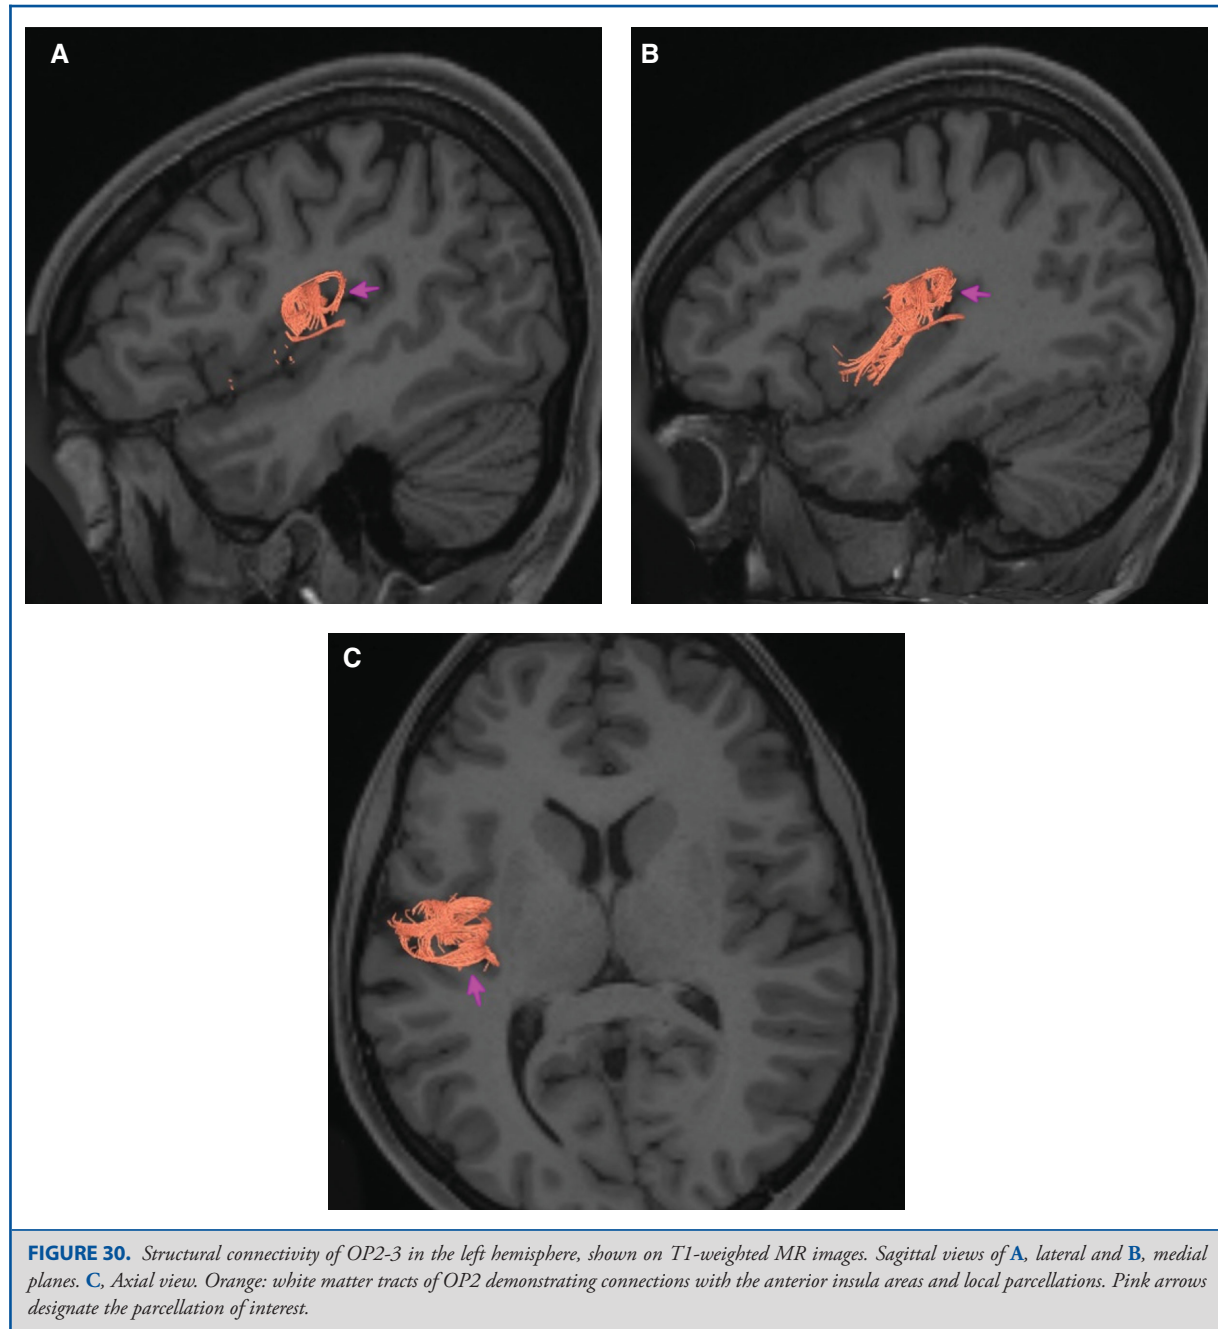 A
B
C
FIGURE 30. Structural connectivity of OP2-3 in the left hemisphere, shown on T1-weighted MR images. Sagittal views of A, lateral and B, medial
planes. C, Axial view. Orange: white matter tracts of OP2 demonstrating connections with the anterior insula areas and local parcellations. Pink arrows
designate the parcellation of interest.